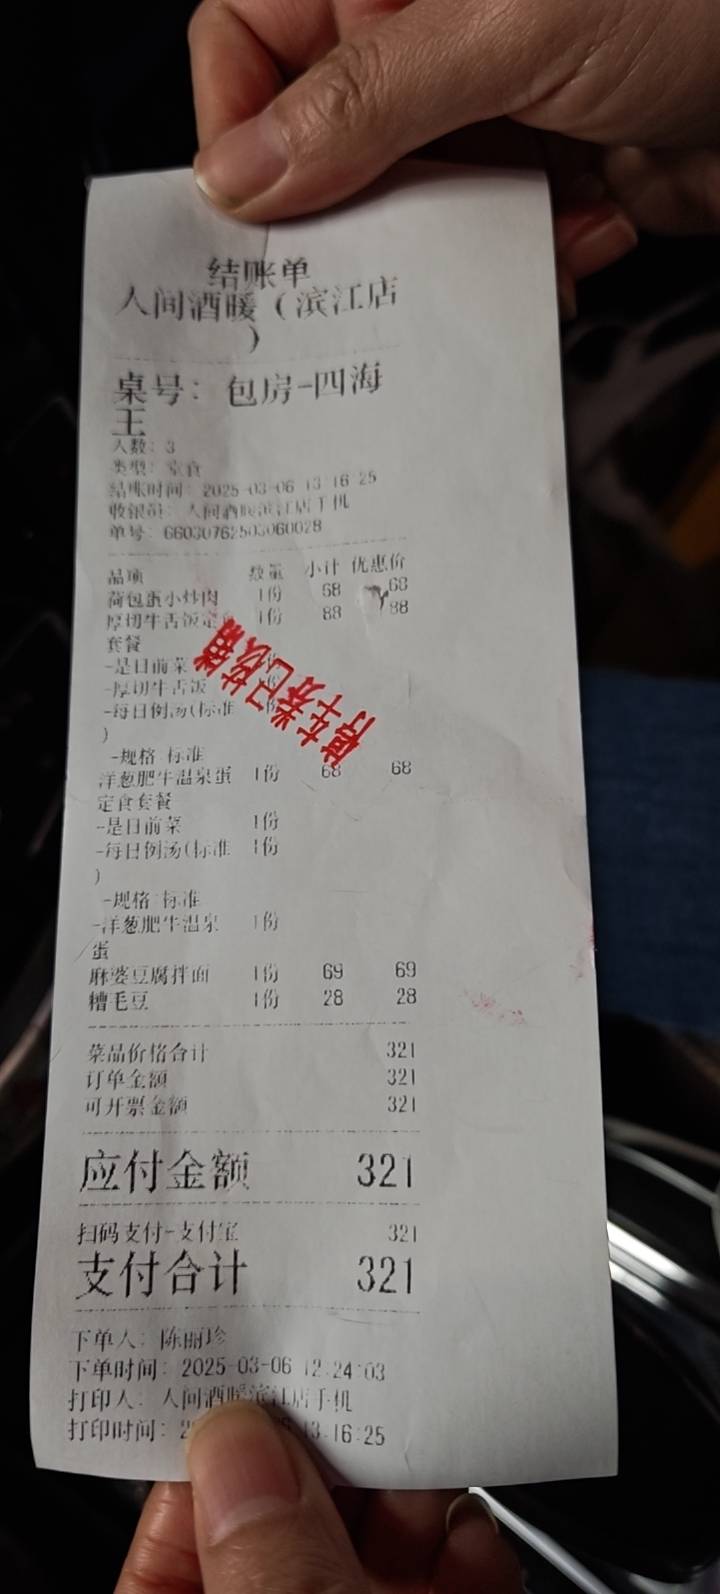 结账单
人间酒暖（滨江店
）
桌号：包房-四海
王
人数：3
类型：堂食
结账时间：2025-03-06 13:16:25
收银员：人间酒暖滨江店手机
单号：66030762503060028
品项 数量 小计 优惠价
荷包蛋小炒肉 1份 68 68
厚切牛舌饭定 1份 88 88
套餐
-是日前菜
-厚切牛舌饭
-每日例汤(标准
)
-规格:标准
停车券已核销
洋葱肥牛温泉蛋 1份 68 68
定食套餐
-是日前菜 1份
-每日例汤(标准 1份
)
-规格:标准
-洋葱肥牛温泉 1份
蛋
麻婆豆腐拌面 1份 69 69
糟毛豆 1份 28 28
菜品价格合计 321
订单金额 321
可开票金额 321
应付金额 321
扫码支付-支付宝 321
支付合计 321
下单人：陈丽珍
下单时间：2025-03-06 12:24:03
打印人：人间酒暖滨江店手机
打印时间：13:16:25